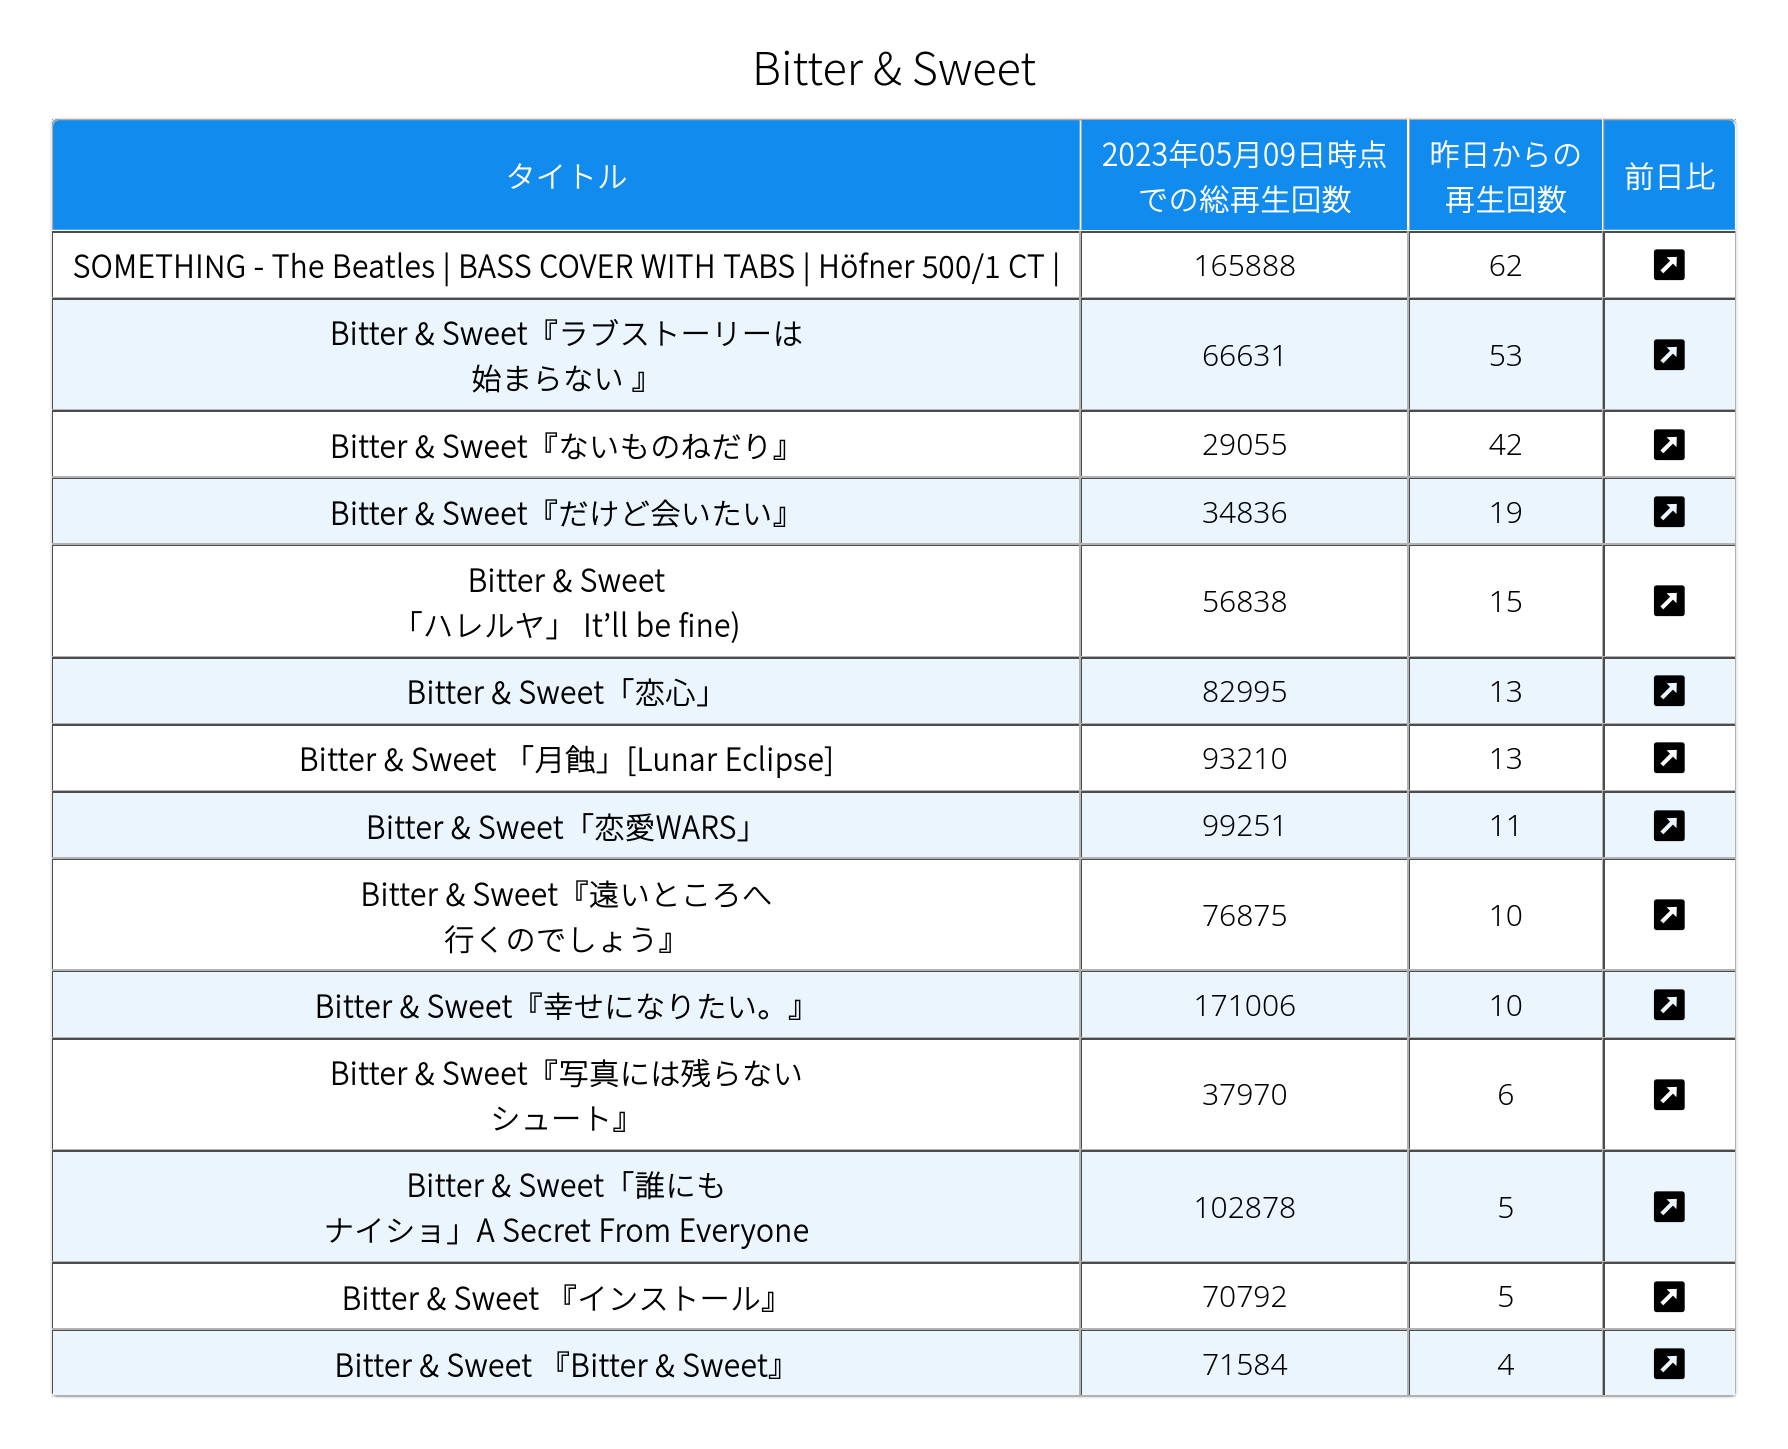 Bitter & Sweet
タイトル
2023年05月09日時点
での総再生回数
昨日からの
再生回数
前日比
SOMETHING - The Beatles | BASS COVER WITH TABS | Höfner 500/1 CT |
165888
62
Bitter & Sweet『ラブストーリーは
始まらない 』
66631
53
Bitter & Sweet『ないものねだり』
29055
42
Bitter & Sweet『だけど会いたい』
34836
19
Bitter & Sweet
「ハレルヤ」 It’ll be fine)
56838
15
Bitter & Sweet「恋心」
82995
13
Bitter & Sweet 「月蝕」[Lunar Eclipse]
93210
13
Bitter & Sweet「恋愛WARS」
99251
11
Bitter & Sweet『遠いところへ
行くのでしょう』
76875
10
Bitter & Sweet『幸せになりたい。』
171006
10
Bitter & Sweet『写真には残らない
シュート』
37970
6
Bitter & Sweet「誰にも
ナイショ」A Secret From Everyone
102878
5
Bitter & Sweet 『インストール』
70792
5
Bitter & Sweet 『Bitter & Sweet』
71584
4